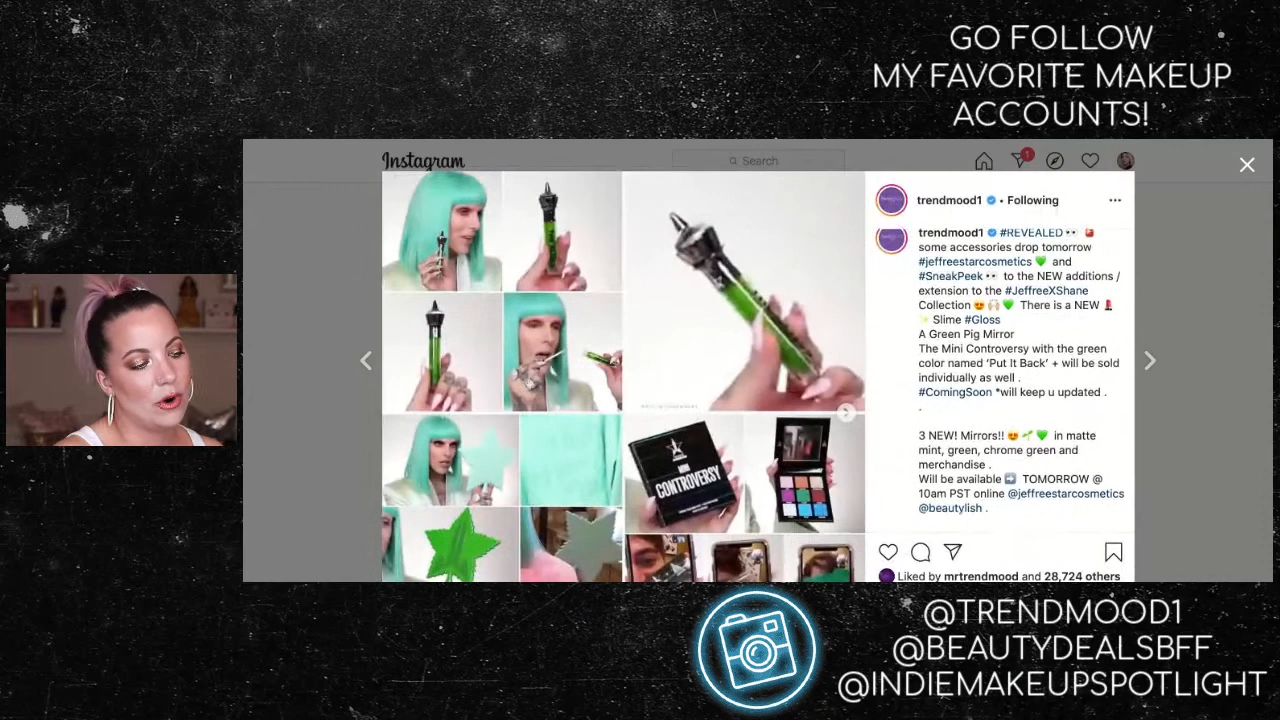 GO FOLLOW
MY FAVORITE MAKEUP
ACCOUNTS!
Instagram
Search
1
trendmood1 • Following
trendmood1 #REVEALED 👀 🚨
some accessories drop tomorrow
#jeffreestarcosmetics 💚 and
#SneakPeek 👀 to the NEW additions /
extension to the #JeffreeXShane
Collection 😍 🙌🏻 💚 There is a NEW 💄
✨ Slime #Gloss
A Green Pig Mirror
The Mini Controversy with the green
color named ‘Put It Back’ + will be sold
individually as well .
#ComingSoon *will keep u updated .
.
3 NEW! Mirrors!! 😍 🌱 💚 in matte
mint, green, chrome green and
merchandise .
Will be available ➡️ TOMORROW @
10am PST online @jeffreestarcosmetics
@beautylish .
MINI
CONTROVERSY
Liked by mrtrendmood and 28,724 others
@TRENDMOOD1
@BEAUTYDEALSBFF
@INDIEMAKEUPSPOTLIGHT